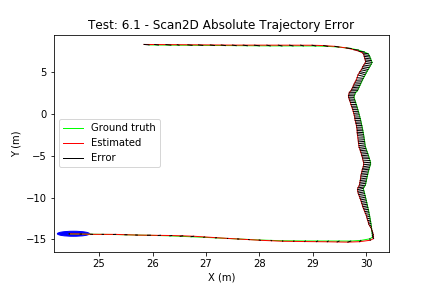 Test: 6.1 - Scan2D Absolute Trajectory Error
Y (m)
5
0
−5
−10
−15
Ground truth
Estimated
Error
25 26 27 28 29 30
X (m)